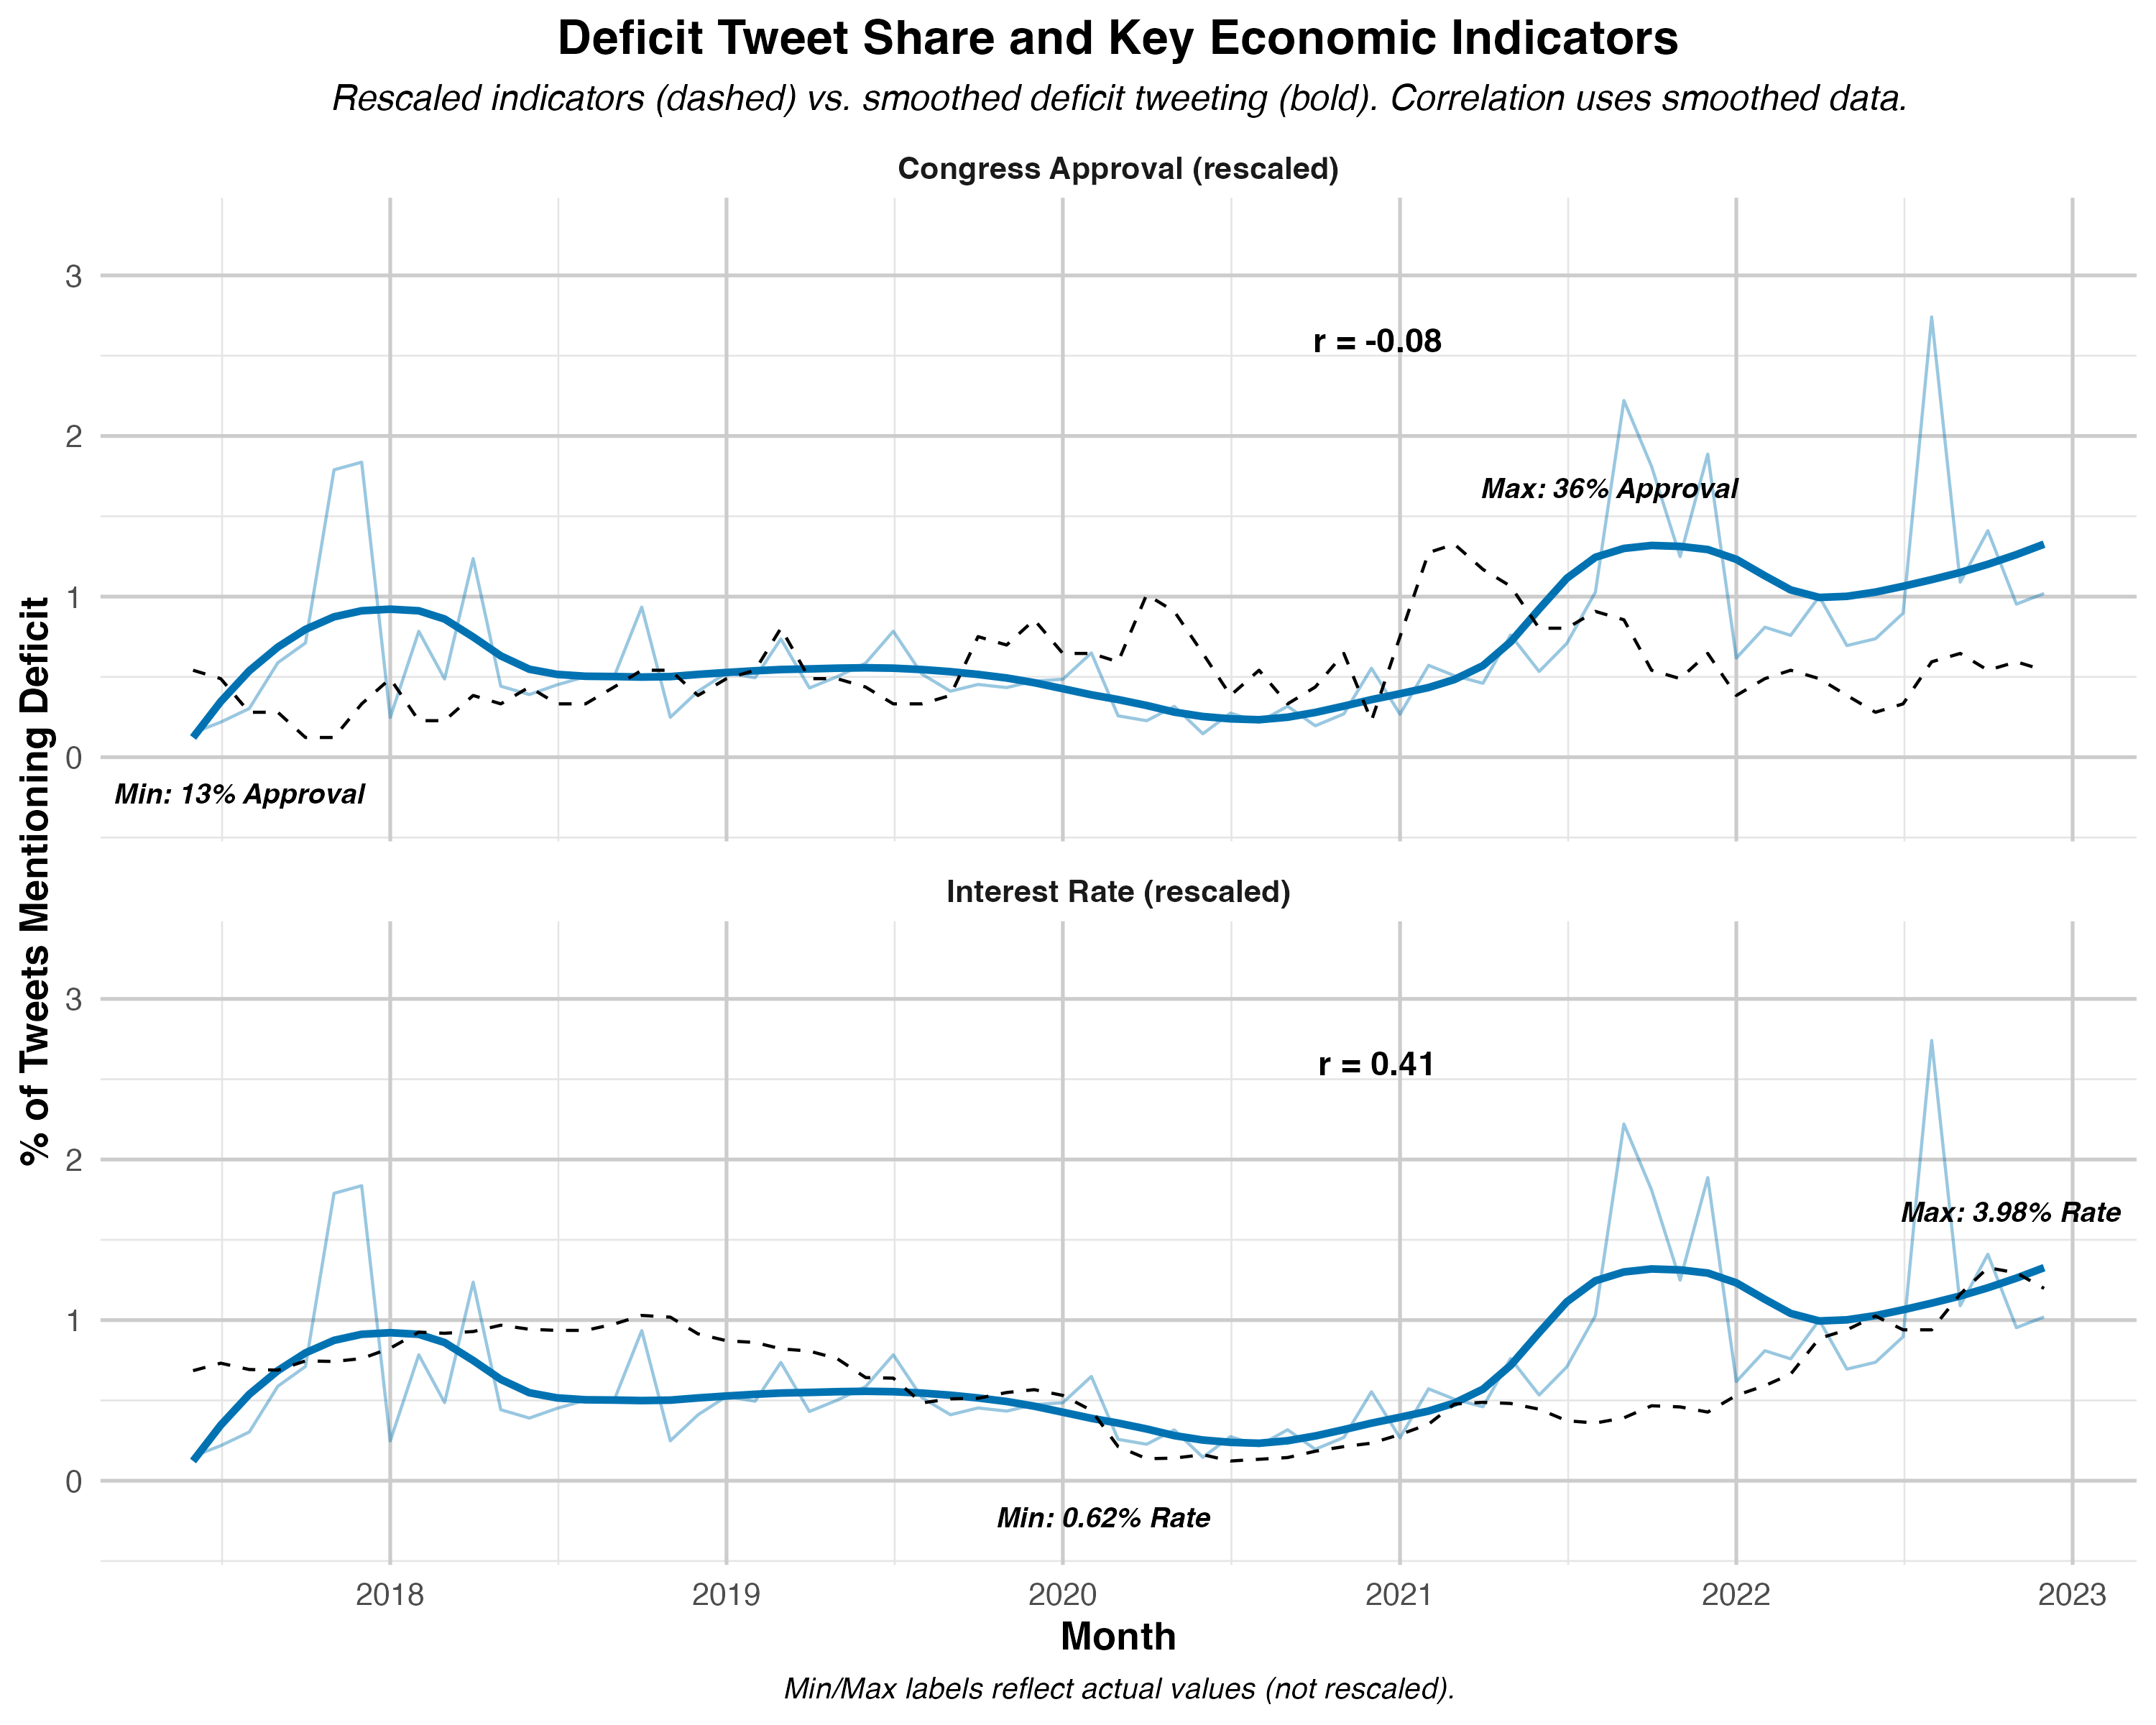 Deficit Tweet Share and Key Economic Indicators
Rescaled indicators (dashed) vs. smoothed deficit tweeting (bold). Correlation uses smoothed data.
% of Tweets Mentioning Deficit
Congress Approval (rescaled)
3
r = -0.08
2
Max: 36% Approval
1
0
Min: 13% Approval
Interest Rate (rescaled)
3
r = 0.41
2
Max: 3.98% Rate
1
0
Min: 0.62% Rate
2018 2019 2020 2021 2022 2023
Month
Min/Max labels reflect actual values (not rescaled).